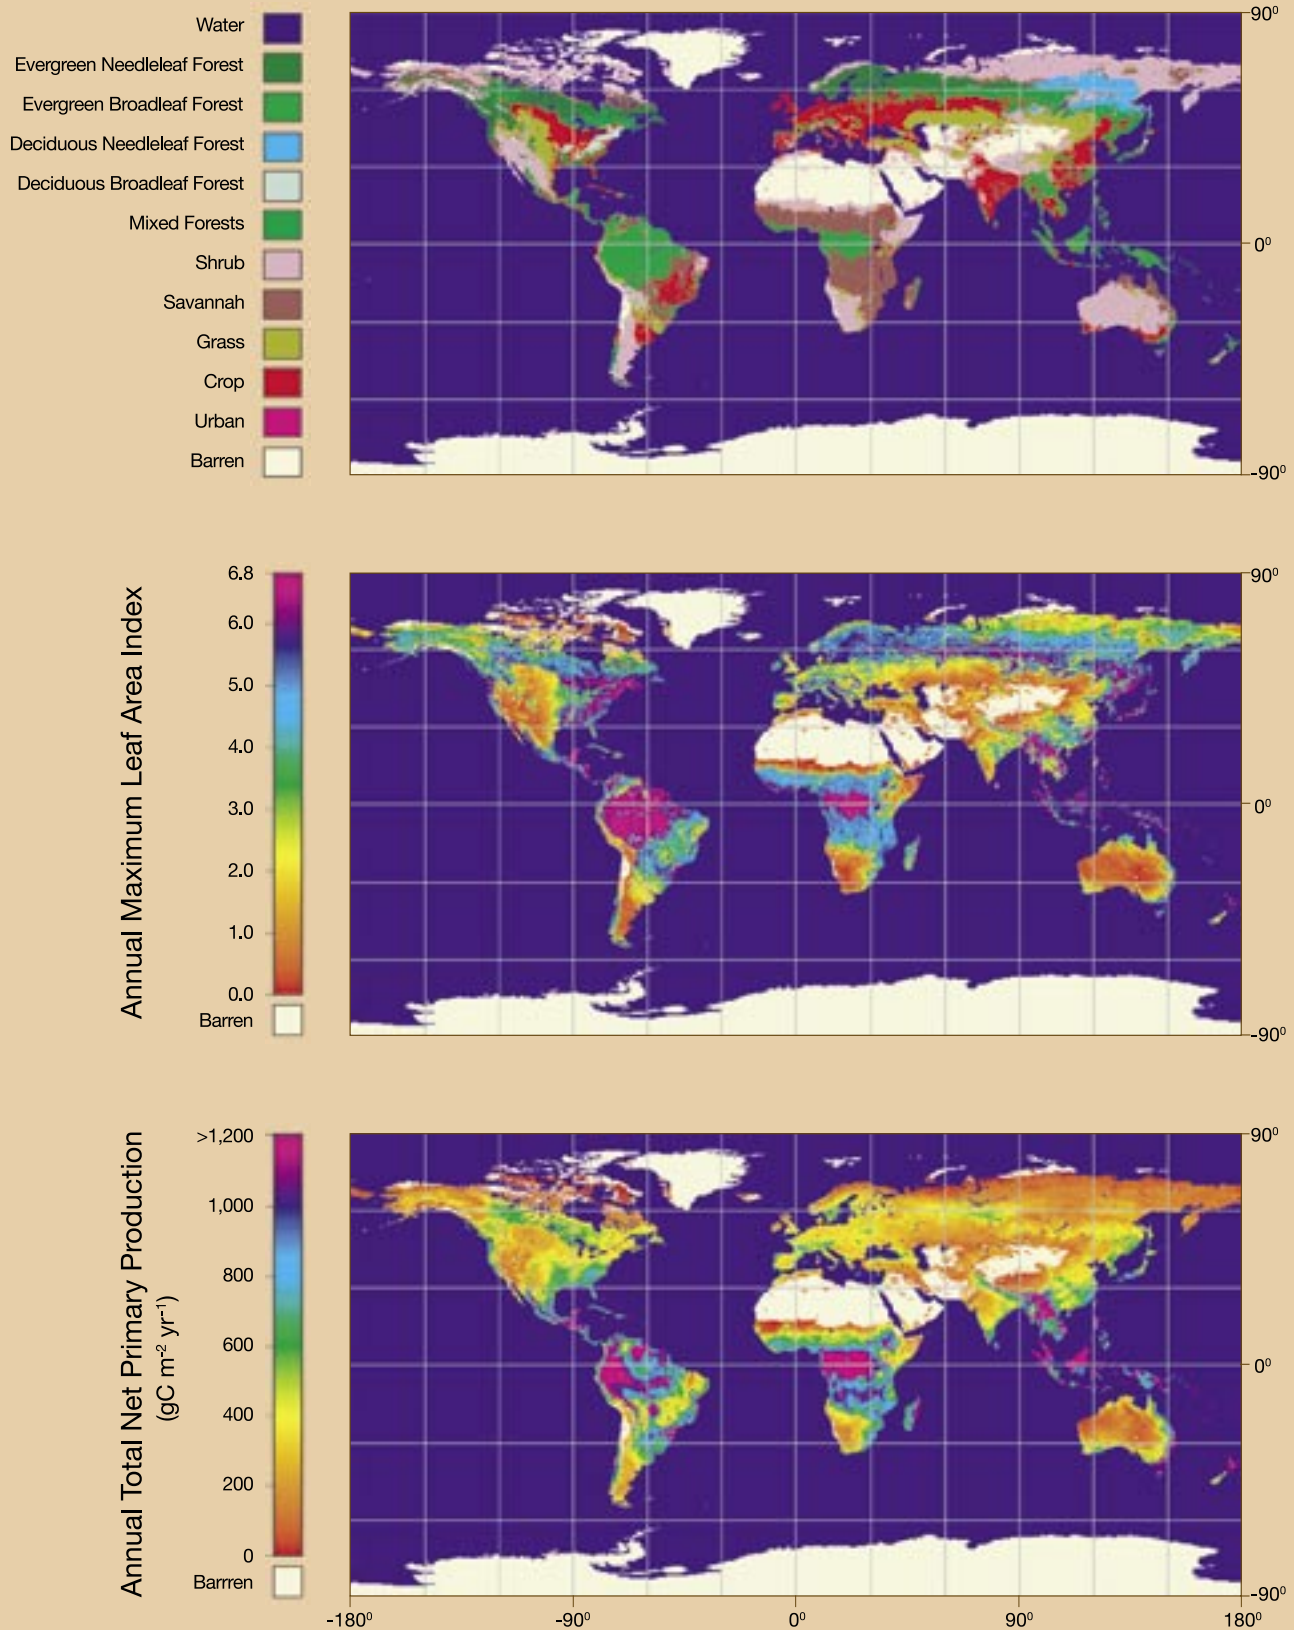 Water
Evergreen Needleleaf Forest
Evergreen Broadleaf Forest
Deciduous Needleleaf Forest
Deciduous Broadleaf Forest
Mixed Forests
Shrub
Savannah
Grass
Crop
Urban
Barren
90⁰
0⁰
-90⁰
Annual Maximum Leaf Area Index
6.8
6.0
5.0
4.0
3.0
2.0
1.0
0.0
Barren
90⁰
0⁰
-90⁰
Annual Total Net Primary Production
(gC m⁻² yr⁻¹)
>1,200
1,000
800
600
400
200
0
Barrren
90⁰
0⁰
-90⁰
-180⁰
-90⁰
0⁰
90⁰
180⁰